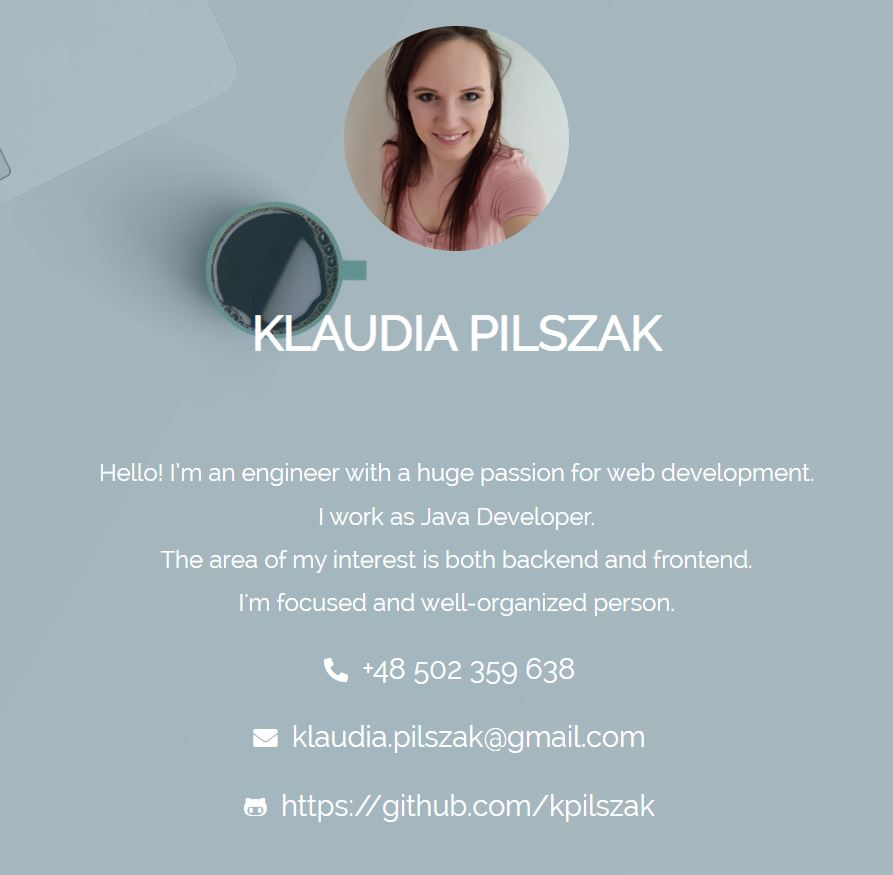 KLAUDIA PILSZAK
Hello! I'm an engineer with a huge passion for web development.
I work as Java Developer.
The area of my interest is both backend and frontend.
I'm focused and well-organized person.
+48 502 359 638
klaudia.pilszak@gmail.com
https://github.com/kpilszak